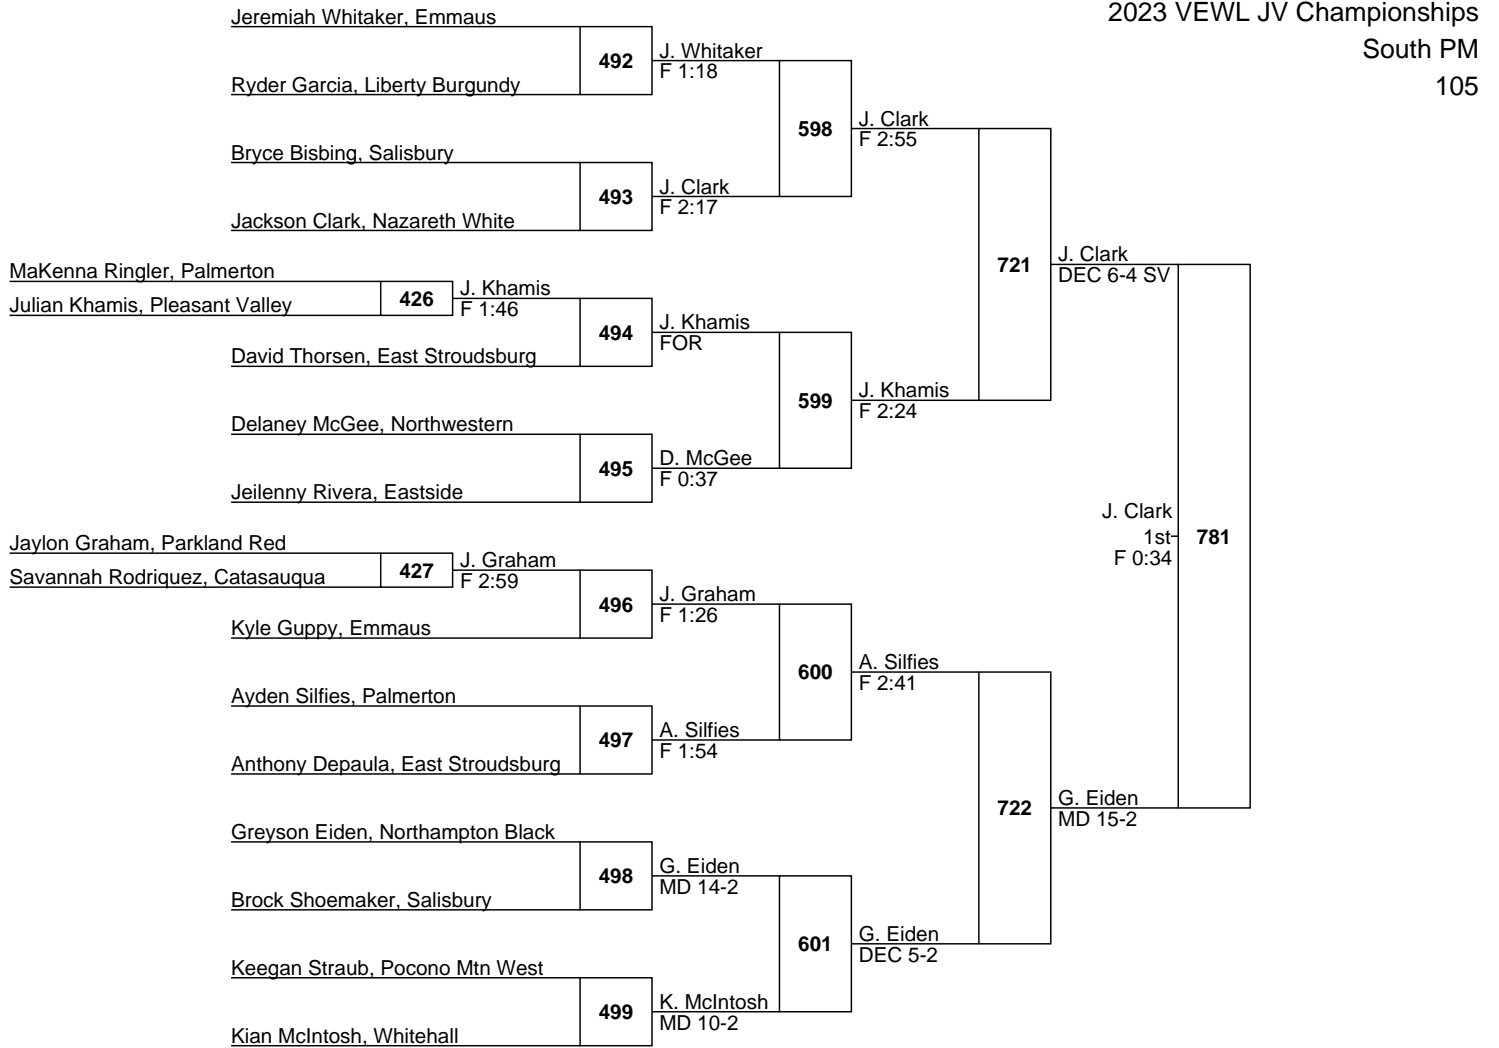 2023 VEWL JV Championships
South PM
105
Jeremiah Whitaker, Emmaus
492
J. Whitaker
F 1:18
Ryder Garcia, Liberty Burgundy
598
J. Clark
F 2:55
Bryce Bisbing, Salisbury
493
J. Clark
F 2:17
Jackson Clark, Nazareth White
721
J. Clark
DEC 6-4 SV
MaKenna Ringler, Palmerton
Julian Khamis, Pleasant Valley
426
J. Khamis
F 1:46
494
J. Khamis
FOR
David Thorsen, East Stroudsburg
599
J. Khamis
F 2:24
Delaney McGee, Northwestern
495
D. McGee
F 0:37
Jeilenny Rivera, Eastside
J. Clark
1st
F 0:34
781
Jaylon Graham, Parkland Red
Savannah Rodriquez, Catasauqua
427
J. Graham
F 2:59
496
J. Graham
F 1:26
Kyle Guppy, Emmaus
600
A. Silfies
F 2:41
Ayden Silfies, Palmerton
497
A. Silfies
F 1:54
Anthony Depaula, East Stroudsburg
722
G. Eiden
MD 15-2
Greyson Eiden, Northampton Black
498
G. Eiden
MD 14-2
Brock Shoemaker, Salisbury
601
G. Eiden
DEC 5-2
Keegan Straub, Pocono Mtn West
499
K. McIntosh
MD 10-2
Kian McIntosh, Whitehall